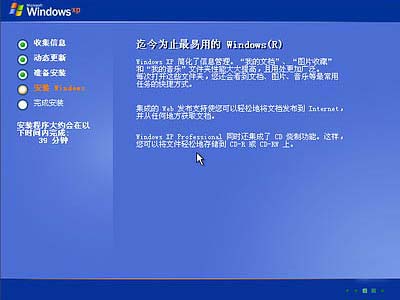 Microsoft
Windows xp
收集信息
动态更新
准备安装
安装 Windows
完成安装
安装程序大约会在以
下时间内完成:
39 分钟
迄今为止最易用的 Windows(R)
Windows XP 简化了信息管理。“我的文档”、“图片收藏”
和“我的音乐”文件夹性能大大提高，且用处更加广泛。
每次打开这些文件夹，您还会看到文档、图片、音乐等最常用
任务的快捷方式。
集成的 Web 发布支持使您可以轻松地将文档发布到 Internet，
并从任何地方获取文档。
Windows XP Professional 同时还集成了 CD 烧制功能。这样，
您可以将文件轻松地存储到 CD-R 或 CD-RW 上。